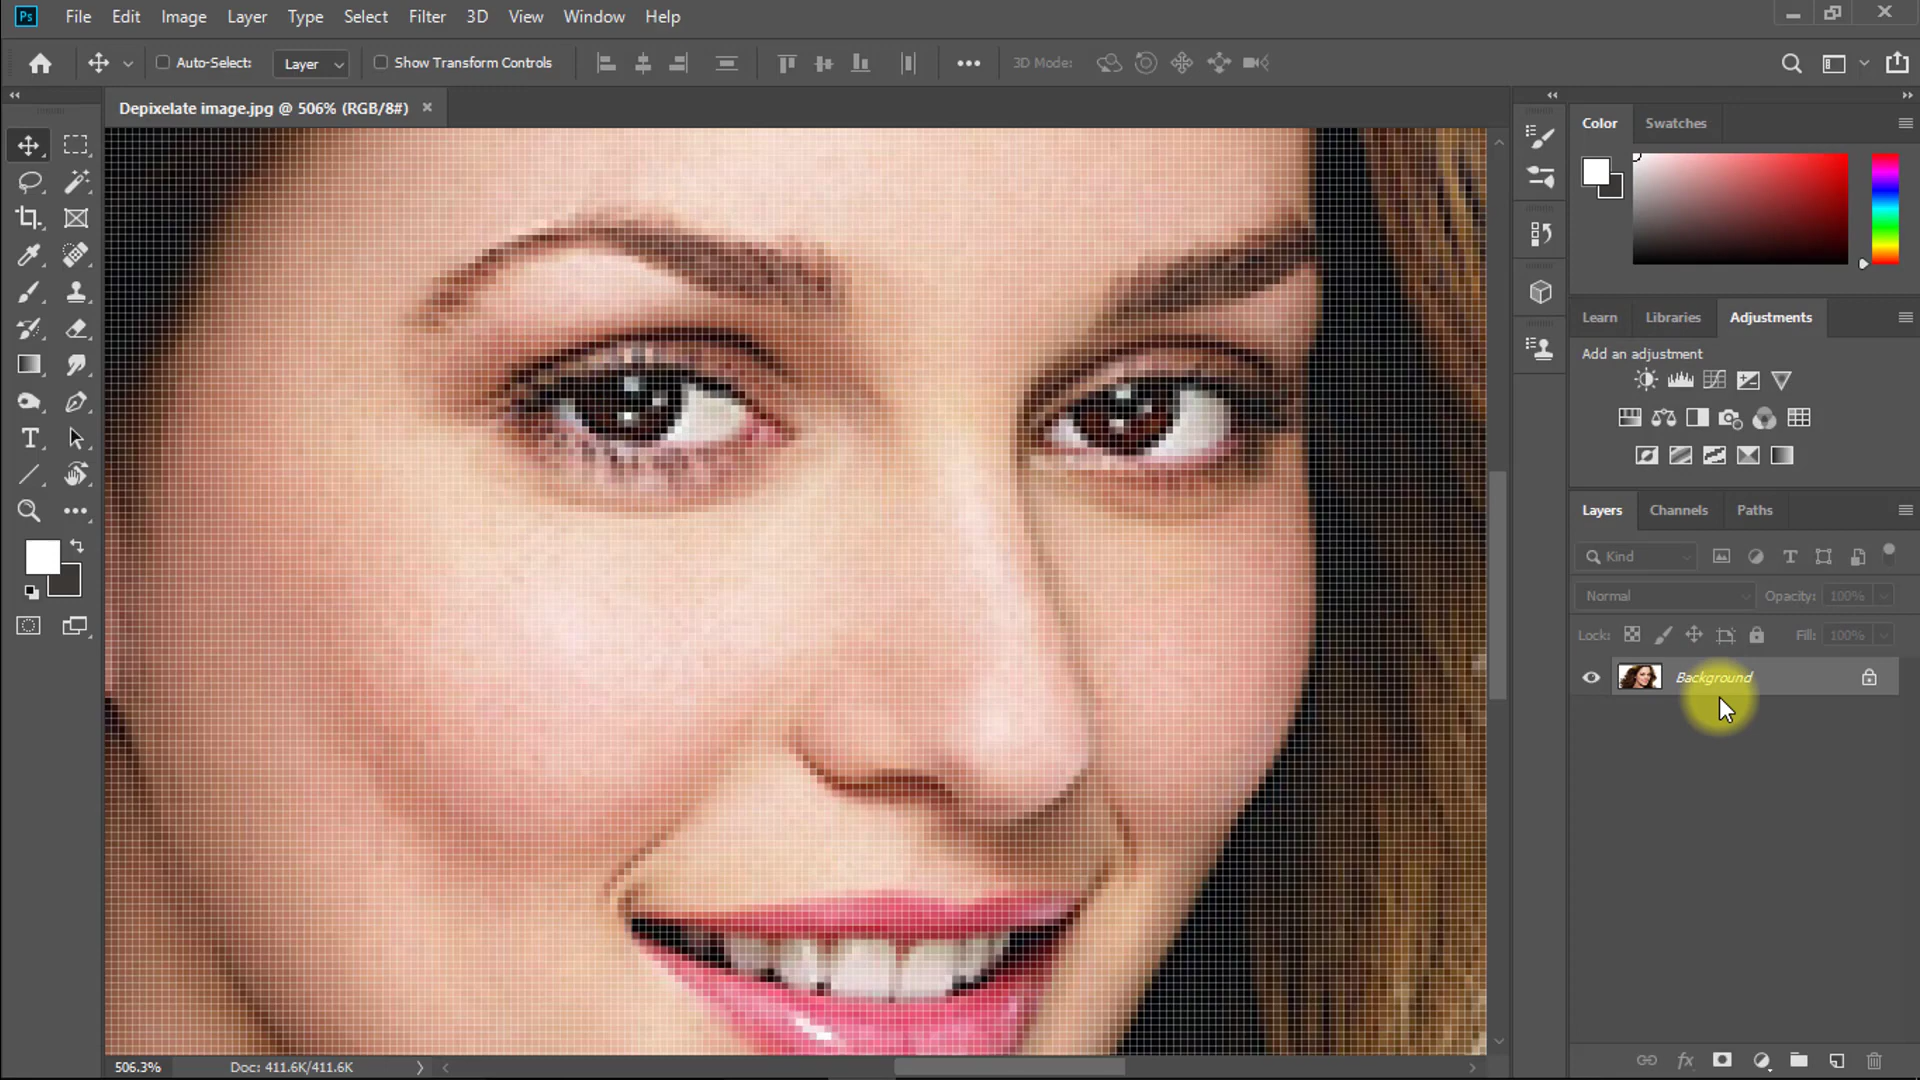 Ps File Edit Image Layer Type Select Filter 3D View Window Help
Auto-Select: Layer Show Transform Controls 3D Mode:
Depixelate image.jpg @ 506% (RGB/8#)
Color Swatches
Learn Libraries Adjustments
Add an adjustment
Layers Channels Paths
Kind
Normal Opacity: 100%
Lock: Fill: 100%
Background
506.3% Doc: 411.6K/411.6K